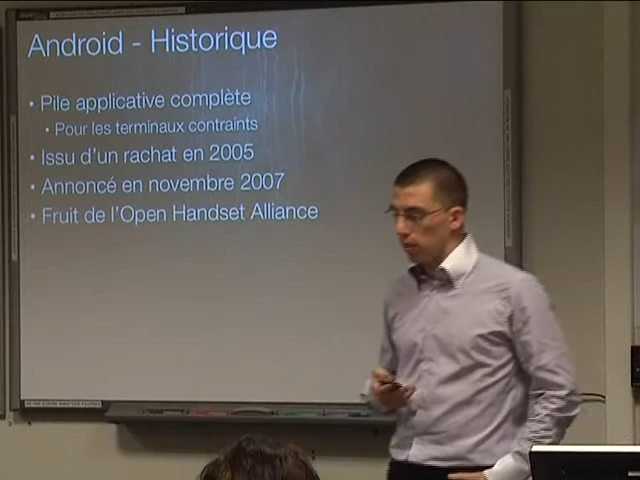 Android - Historique
• Pile applicative complète
• Pour les terminaux contraints
• Issu d'un rachat en 2005
• Annoncé en novembre 2007
• Fruit de l'Open Handset Alliance